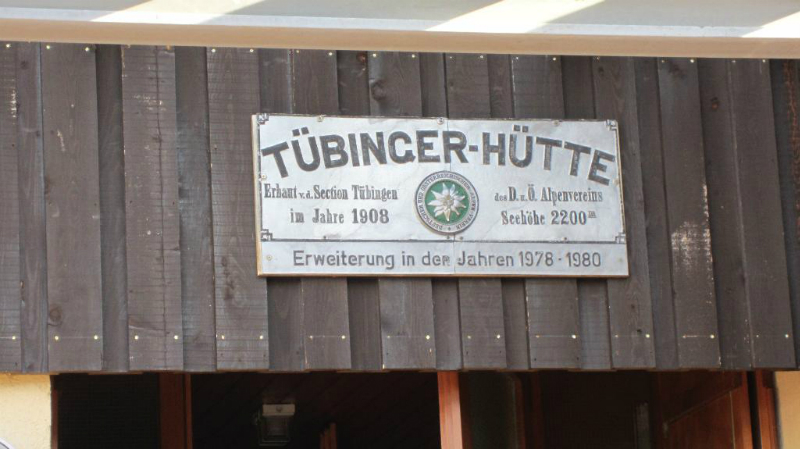 TÜBINGER-HÜTTE
Erbaut v. d. Section Tübingen
im Jahre 1908
des D. u. Ö. Alpenvereins
Seehöhe 2200 m
Erweiterung in den Jahren 1978 - 1980